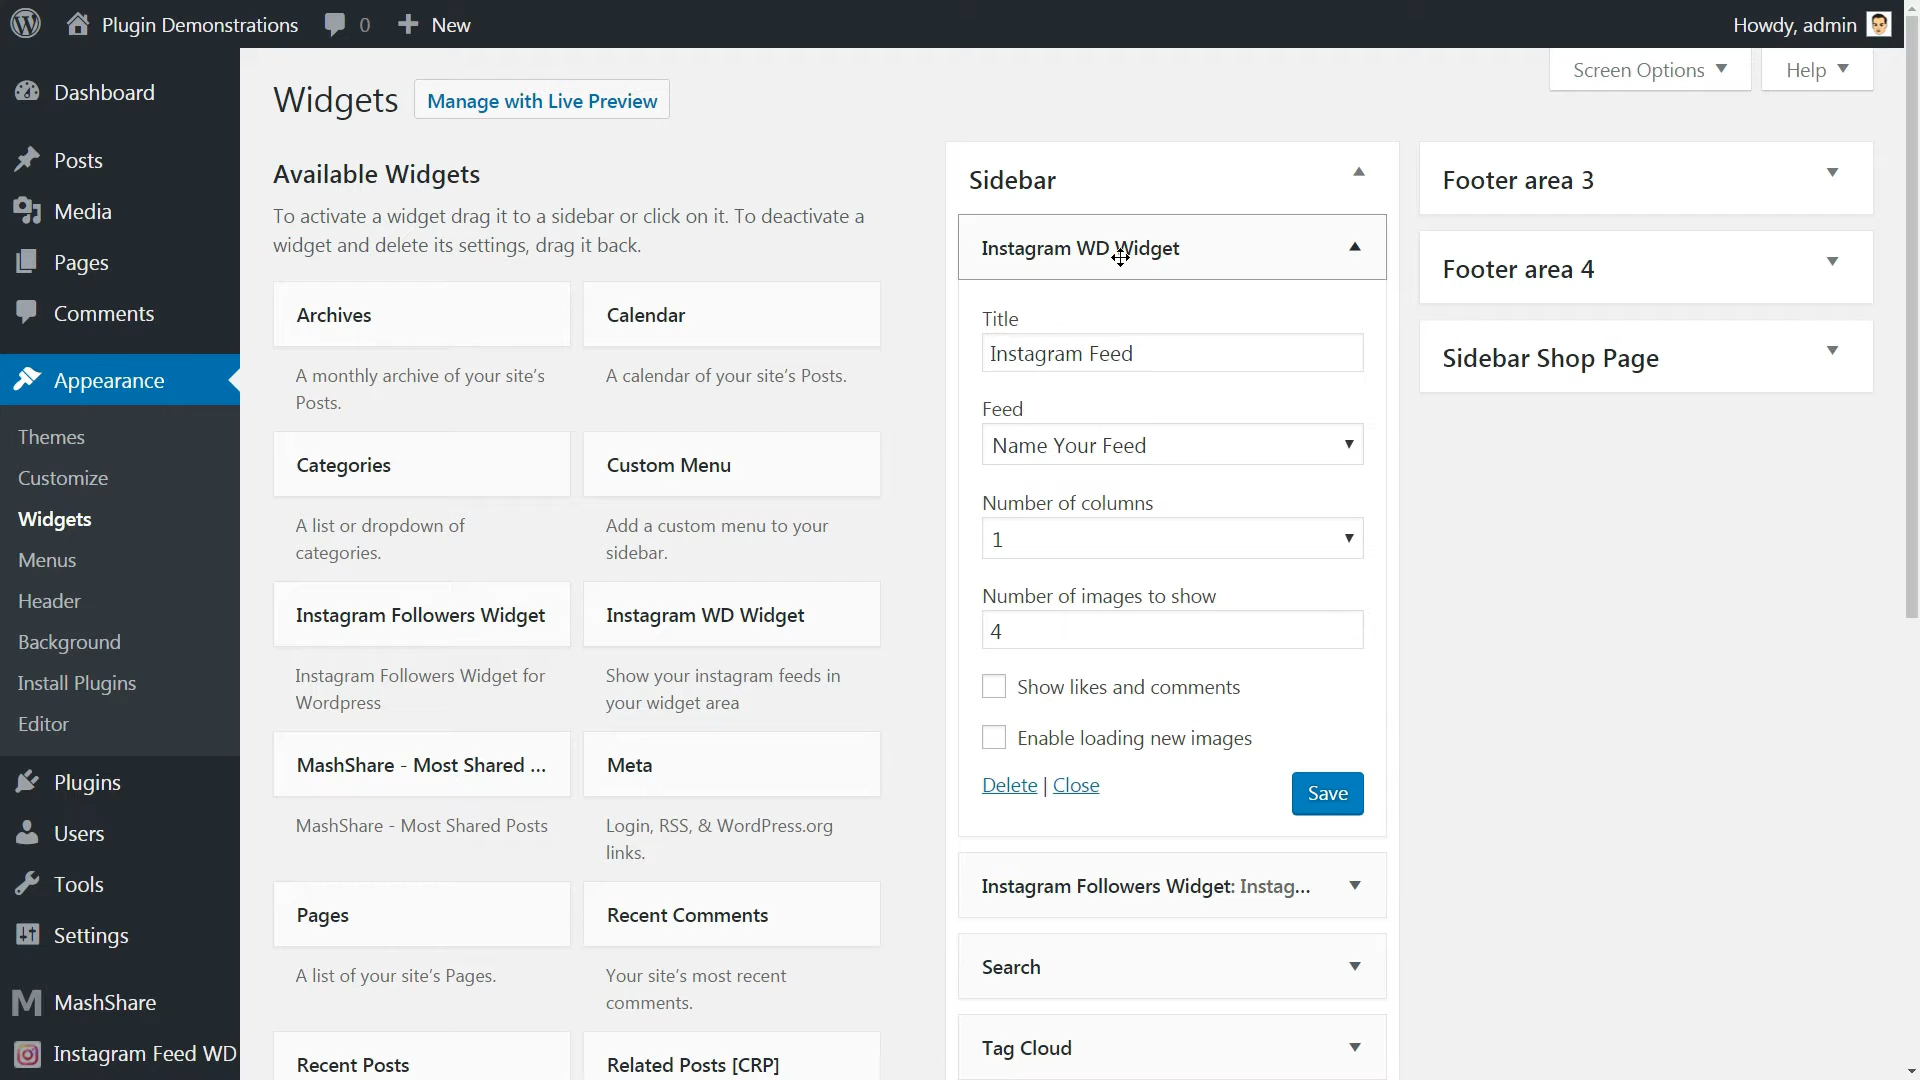 Plugin Demonstrations 0 New Howdy, admin
Screen Options Help
Dashboard
Posts
Media
Pages
Comments
Appearance
Themes
Customize
Widgets
Menus
Header
Background
Install Plugins
Editor
Plugins
Users
Tools
Settings
MashShare
Instagram Feed WD
Widgets Manage with Live Preview
Available Widgets
To activate a widget drag it to a sidebar or click on it. To deactivate a
widget and delete its settings, drag it back.
Archives
A monthly archive of your site's
Posts.
Calendar
A calendar of your site's Posts.
Categories
A list or dropdown of
categories.
Custom Menu
Add a custom menu to your
sidebar.
Instagram Followers Widget
Instagram Followers Widget for
Wordpress
Instagram WD Widget
Show your instagram feeds in
your widget area
MashShare - Most Shared ...
MashShare - Most Shared Posts
Meta
Login, RSS, & WordPress.org
links.
Pages
A list of your site's Pages.
Recent Comments
Your site's most recent
comments.
Recent Posts
Related Posts [CRP]
Sidebar
Instagram WD Widget
Title
Instagram Feed
Feed
Name Your Feed
Number of columns
1
Number of images to show
4
Show likes and comments
Enable loading new images
Delete | Close
Save
Instagram Followers Widget: Instag...
Search
Tag Cloud
Footer area 3
Footer area 4
Sidebar Shop Page